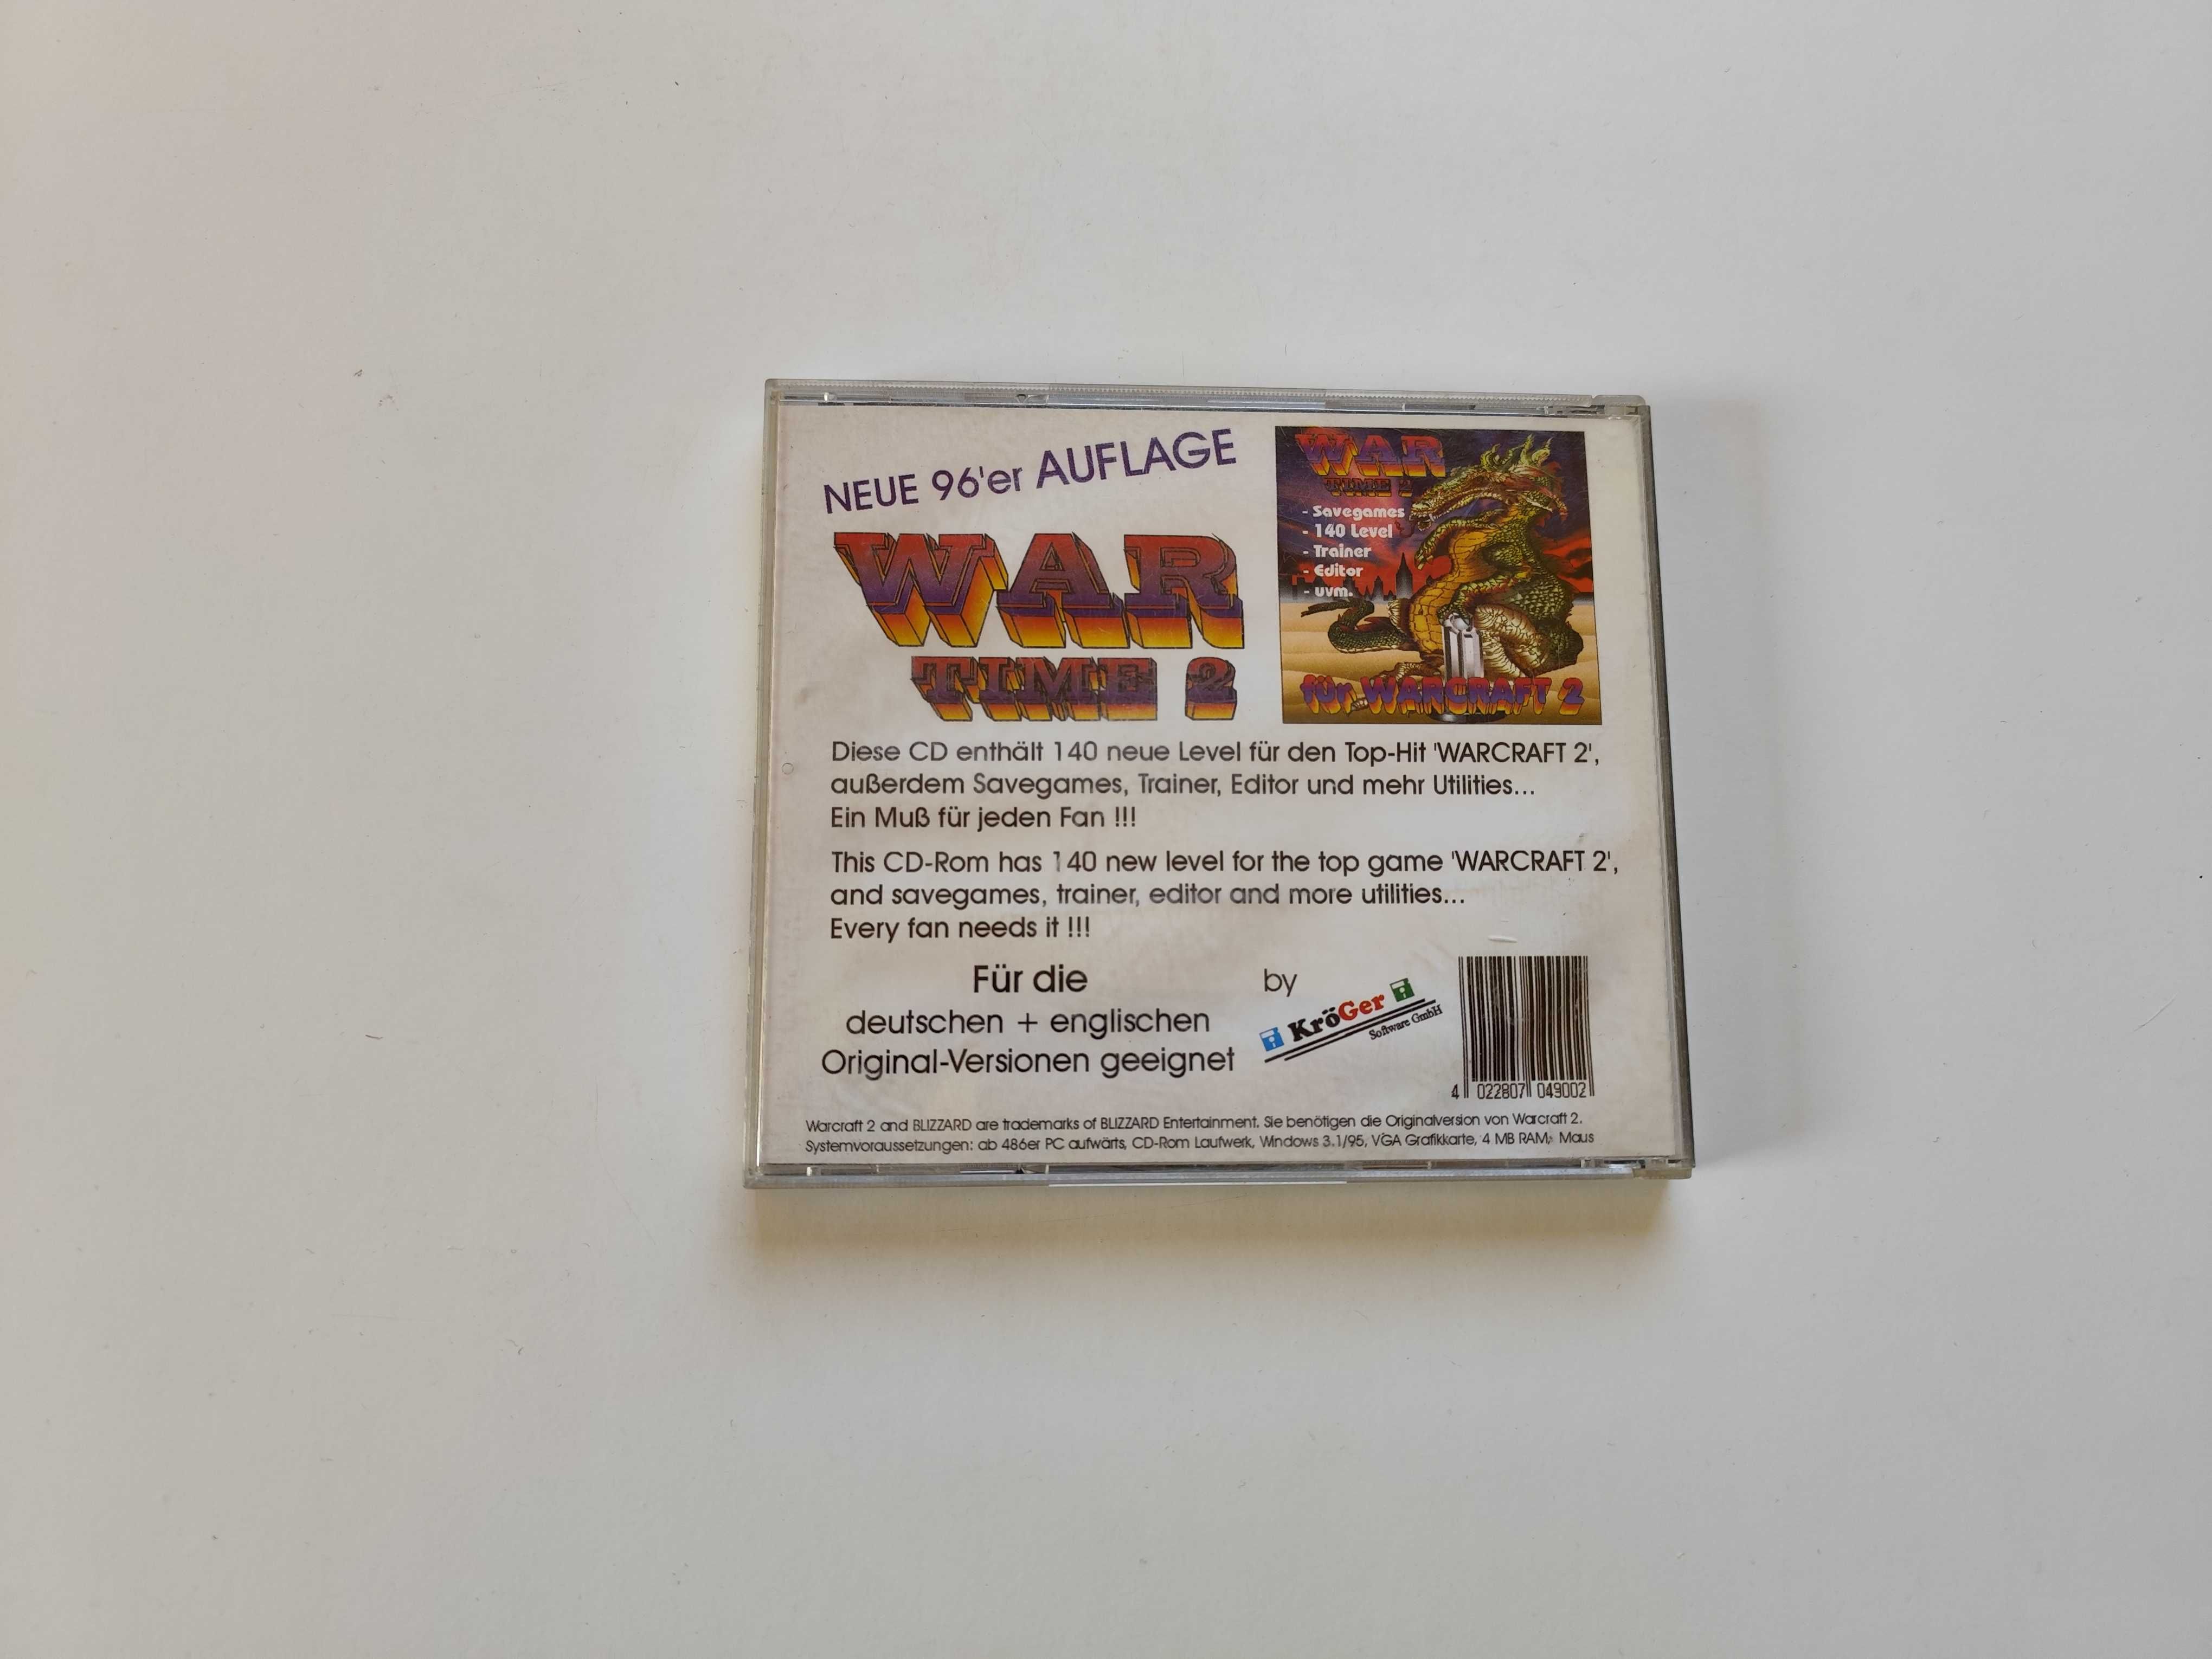 NEUE 96'er AUFLAGE
WAR
TIME 2
WAR
TIME 2
- Savegames
- 140 Level
- Trainer
- Editor
- uvm.
für WARCRAFT 2
Diese CD enthält 140 neue Level für den Top-Hit 'WARCRAFT 2',
außerdem Savegames, Trainer, Editor und mehr Utilities...
Ein Muß für jeden Fan !!!
This CD-Rom has 140 new level for the top game 'WARCRAFT 2',
and savegames, trainer, editor and more utilities...
Every fan needs it !!!
Für die
deutschen + englischen
Original-Versionen geeignet
by
KröGer
Software GmbH
4 022807 049002
Warcraft 2 and BLIZZARD are trademarks of BLIZZARD Entertainment. Sie benötigen die Originalversion von Warcraft 2.
Systemvoraussetzungen: ab 486er PC aufwärts, CD-Rom Laufwerk, Windows 3.1/95, VGA Grafikkarte, 4 MB RAM, Maus